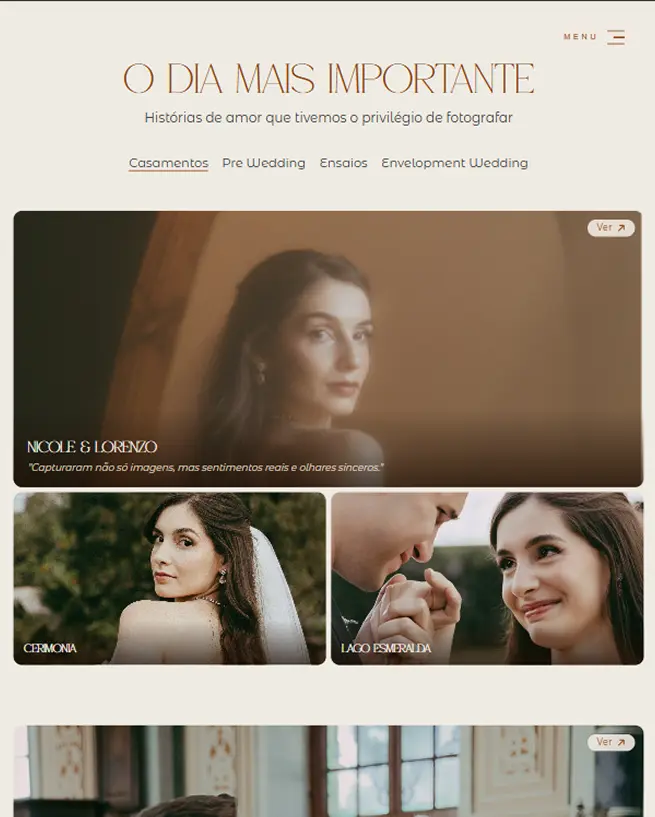 MENU
O DIA MAIS IMPORTANTE
Histórias de amor que tivemos o privilégio de fotografar
Casamentos Pre Wedding Ensaios Envelopment Wedding
Ver
NICOLE & LORENZO
"Capturaram não só imagens, mas sentimentos reais e olhares sinceros."
CERIMONIA
LAGO ESMERALDA
Ver